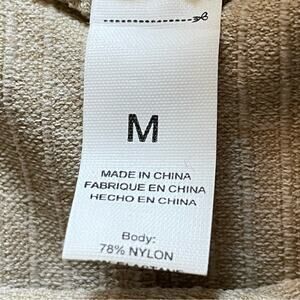 M
MADE IN CHINA
FABRIQUE EN CHINA
HECHO EN CHINA
Body:
78% NYLON